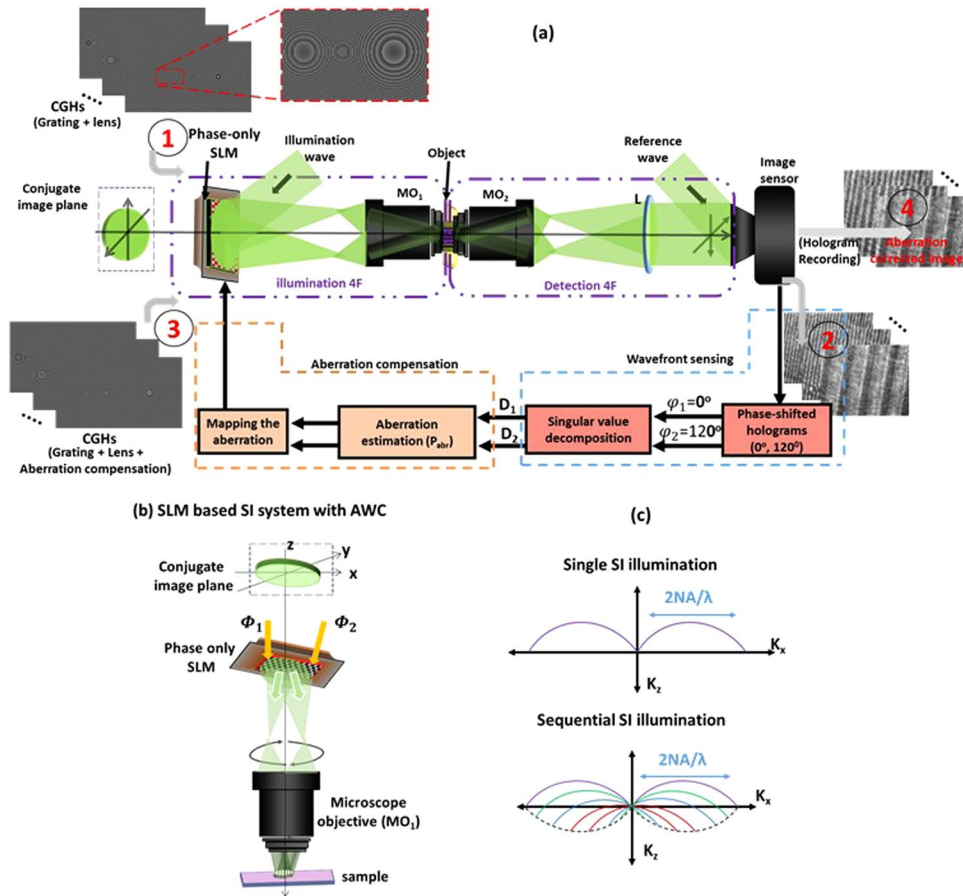 (a)
CGHs
(Grating + lens)
1
Phase-only
SLM
Illumination
wave
Object
Reference
wave
Image
sensor
Conjugate
image plane
MO₁
MO₂
L
4
(Hologram
Recording)
Aberration
corrected image
illumination 4F
Detection 4F
3
2
Aberration compensation
Wavefront sensing
CGHs
(Grating + Lens +
Aberration compensation)
Mapping the
aberration
Aberration
estimation (Pabr)
D₁
D₂
Singular value
decomposition
φ₁=0°
φ₂=120°
Phase-shifted
holograms
(0°, 120⁰)
(b) SLM based SI system with AWC
Conjugate
image plane
z
y
x
Φ₁
Φ₂
Phase only
SLM
Microscope
objective (MO₁)
sample
(c)
Single SI illumination
2NA/λ
Kx
Kz
Sequential SI illumination
2NA/λ
Kx
Kz